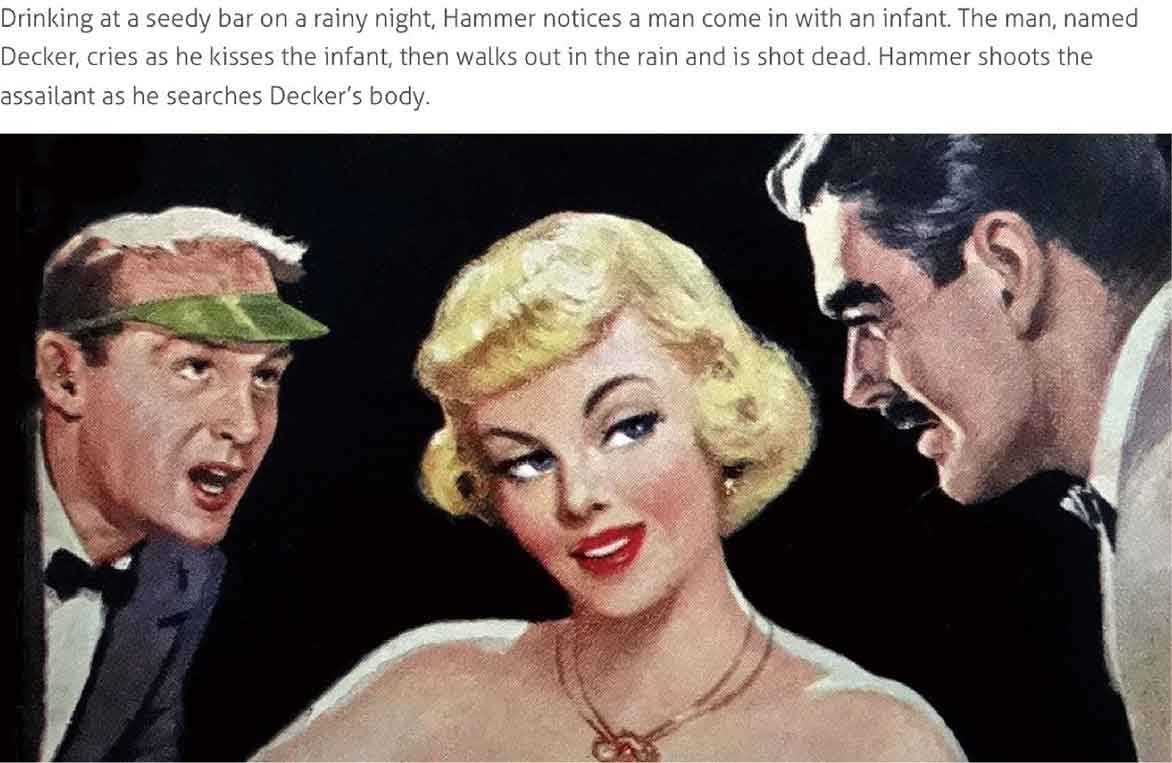 Drinking at a seedy bar on a rainy night, Hammer notices a man come in with an infant. The man, named
Decker, cries as he kisses the infant, then walks out in the rain and is shot dead. Hammer shoots the
assailant as he searches Decker’s body.